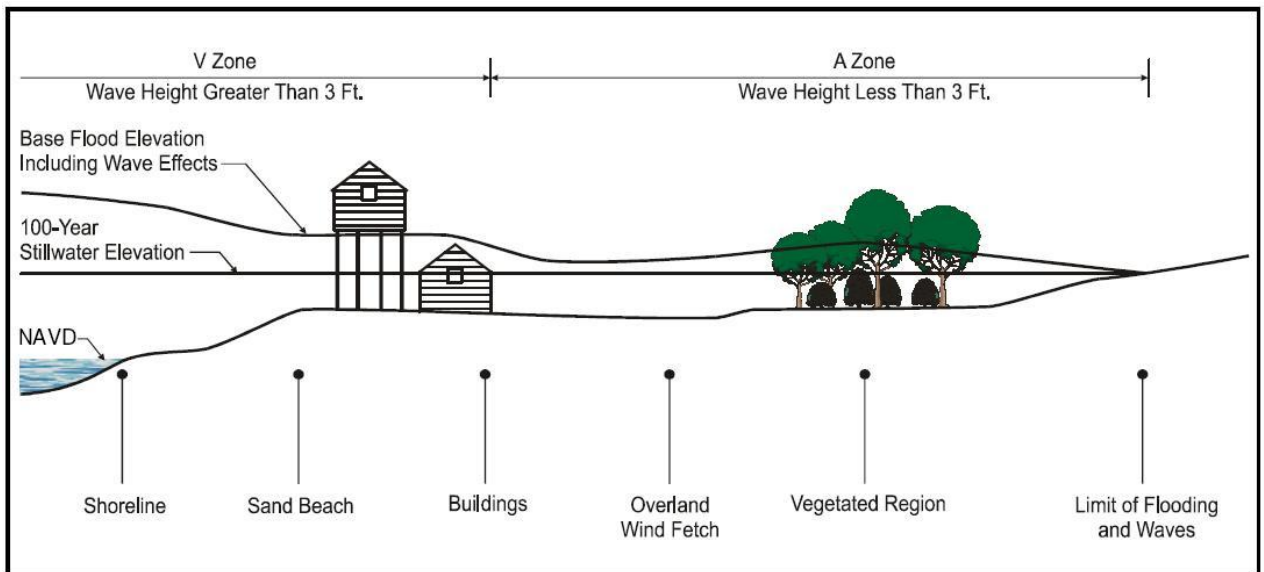 V Zone
Wave Height Greater Than 3 Ft.
A Zone
Wave Height Less Than 3 Ft.
Base Flood Elevation
Including Wave Effects
100-Year
Stillwater Elevation
NAVD
Shoreline
Sand Beach
Buildings
Overland
Wind Fetch
Vegetated Region
Limit of Flooding
and Waves